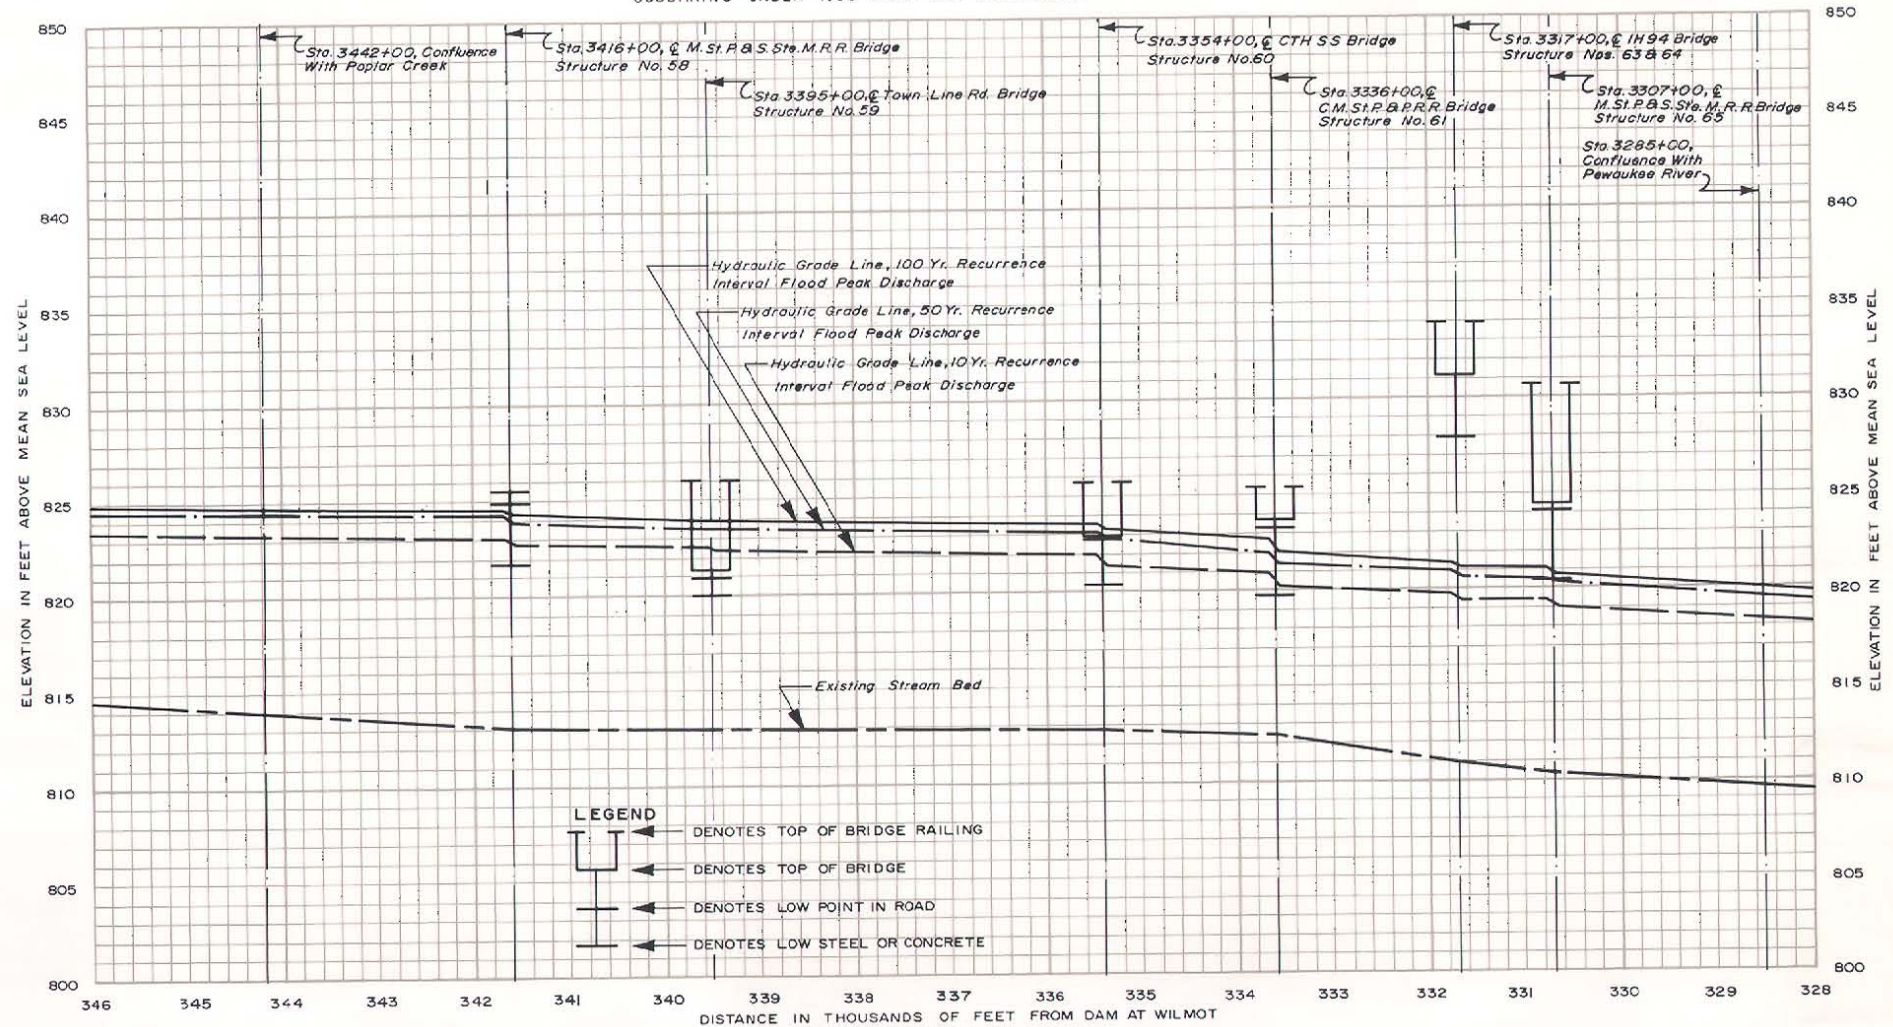 Sta. 3442+00, Confluence
With Poplar Creek
Sta. 3416+00, ℄ M. St. P. & S. Ste. M. R. R. Bridge
Structure No. 58
Sta. 3395+00, ℄ Town Line Rd. Bridge
Structure No. 59
Sta. 3354+00, ℄ CTH SS Bridge
Structure No. 60
Sta. 3336+00, ℄
C.M. St. P. & P. R.R Bridge
Structure No. 61
Sta. 3317+00, ℄ IH 94 Bridge
Structure Nos. 63 & 64
Sta. 3307+00, ℄
M. St. P. & S. Ste. M. R. R Bridge
Structure No. 65
Sta. 3285+00,
Confluence With
Pewaukee River
Hydraulic Grade Line, 100 Yr. Recurrence
Interval Flood Peak Discharge
Hydraulic Grade Line, 50 Yr. Recurrence
Interval Flood Peak Discharge
Hydraulic Grade Line, 10 Yr. Recurrence
Interval Flood Peak Discharge
Existing Stream Bed
LEGEND
DENOTES TOP OF BRIDGE RAILING
DENOTES TOP OF BRIDGE
DENOTES LOW POINT IN ROAD
DENOTES LOW STEEL OR CONCRETE
ELEVATION IN FEET ABOVE MEAN SEA LEVEL
850
845
840
835
830
825
820
815
810
805
800
850
845
840
835
830
825
820
815
810
805
800
ELEVATION IN FEET ABOVE MEAN SEA LEVEL
346 345 344 343 342 341 340 339 338 337 336 335 334 333 332 331 330 329 328
DISTANCE IN THOUSANDS OF FEET FROM DAM AT WILMOT